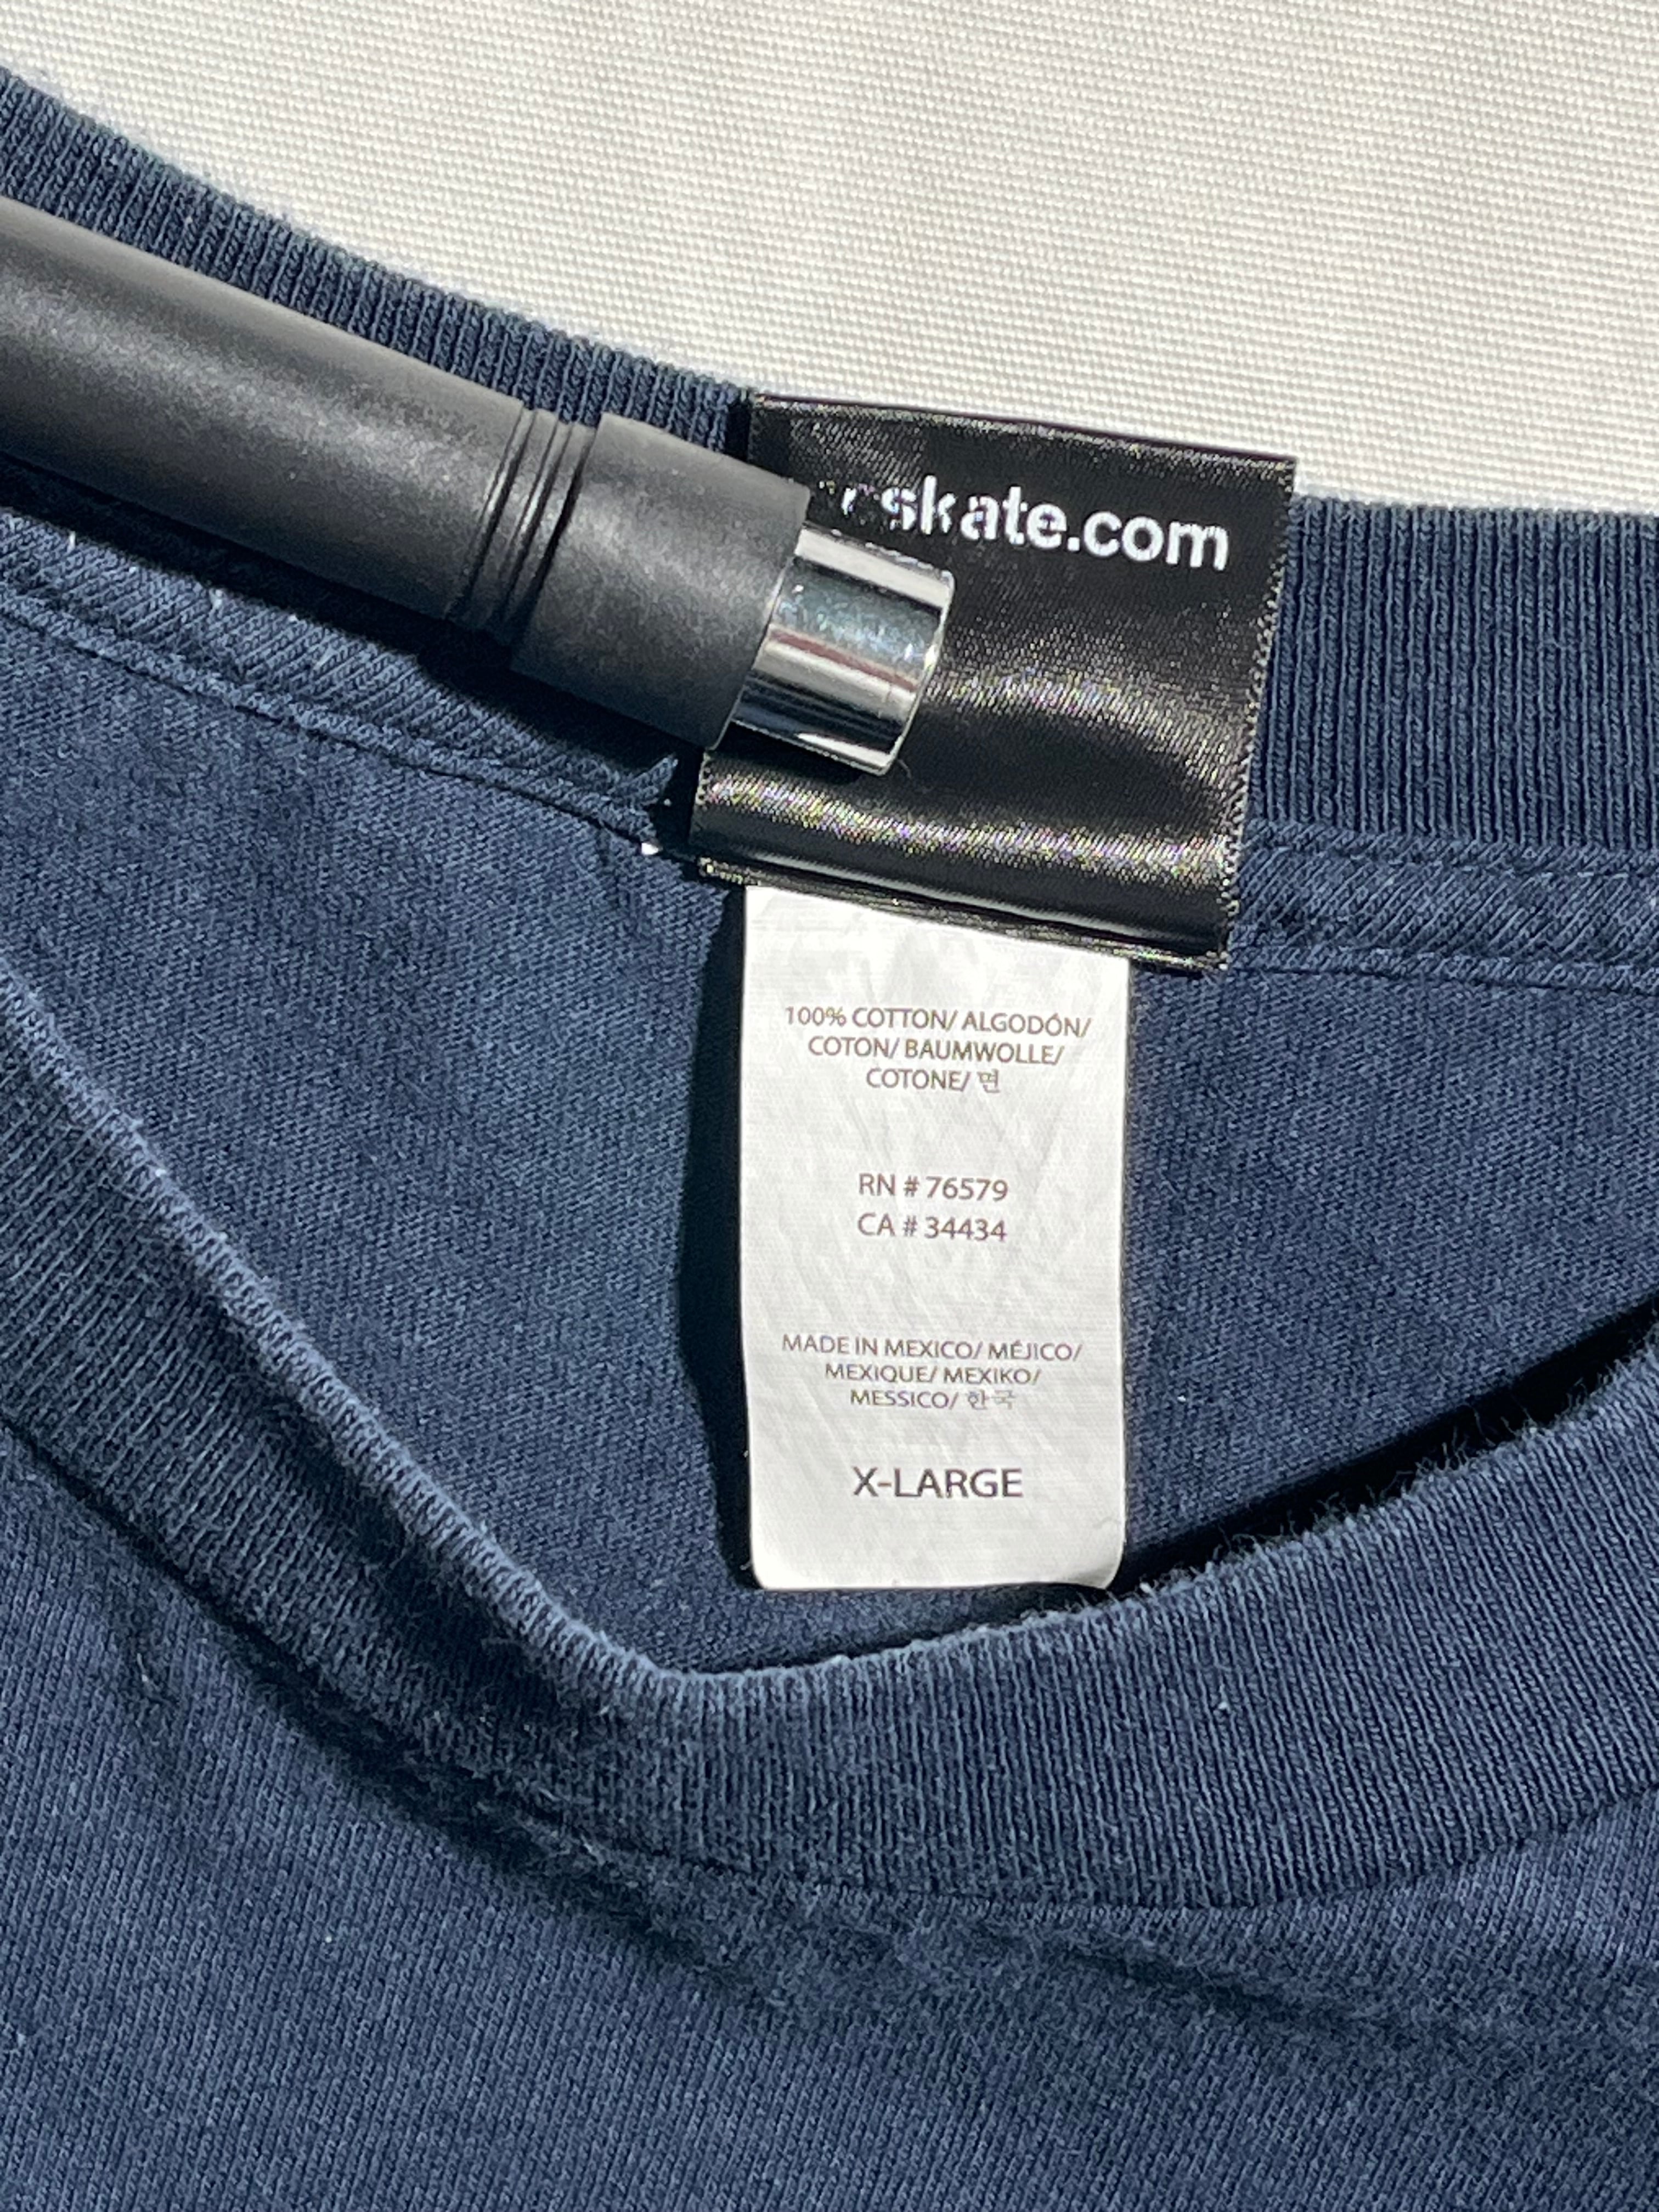 skate.com
100% COTTON/ ALGODÓN/
COTON/ BAUMWOLLE/
COTONE/ 면
RN # 76579
CA # 34434
MADE IN MEXICO/ MÉJICO/
MEXIQUE/ MEXIKO/
MESSICO/ 한국
X-LARGE